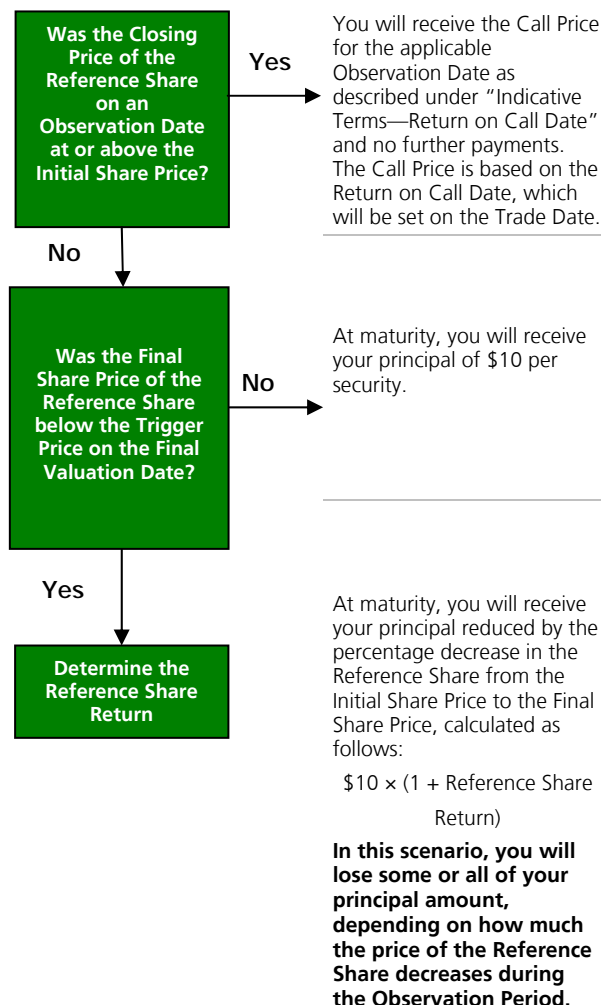 Was the Closing
Price of the
Reference Share
on an
Observation Date
at or above the
Initial Share Price?
Yes
You will receive the Call Price
for the applicable
Observation Date as
described under “Indicative
Terms—Return on Call Date”
and no further payments.
The Call Price is based on the
Return on Call Date, which
will be set on the Trade Date.
No
Was the Final
Share Price of the
Reference Share
below the Trigger
Price on the Final
Valuation Date?
No
At maturity, you will receive
your principal of $10 per
security.
Yes
Determine the
Reference Share
Return
At maturity, you will receive
your principal reduced by the
percentage decrease in the
Reference Share from the
Initial Share Price to the Final
Share Price, calculated as
follows:
$10 × (1 + Reference Share
Return)
In this scenario, you will
lose some or all of your
principal amount,
depending on how much
the price of the Reference
Share decreases during
the Observation Period.